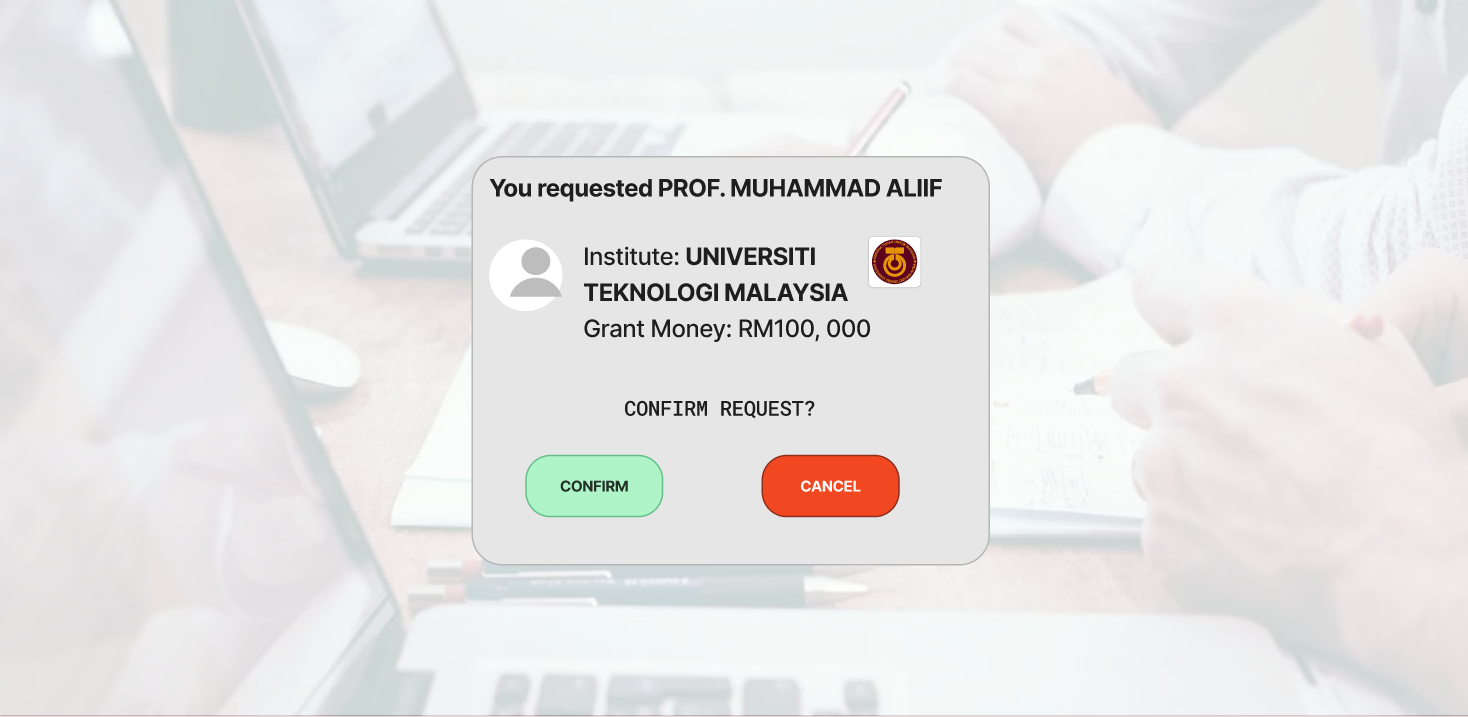 You requested PROF. MUHAMMAD ALIIF
Institute: UNIVERSITI
TEKNOLOGI MALAYSIA
Grant Money: RM100, 000
CONFIRM REQUEST?
CONFIRM
CANCEL